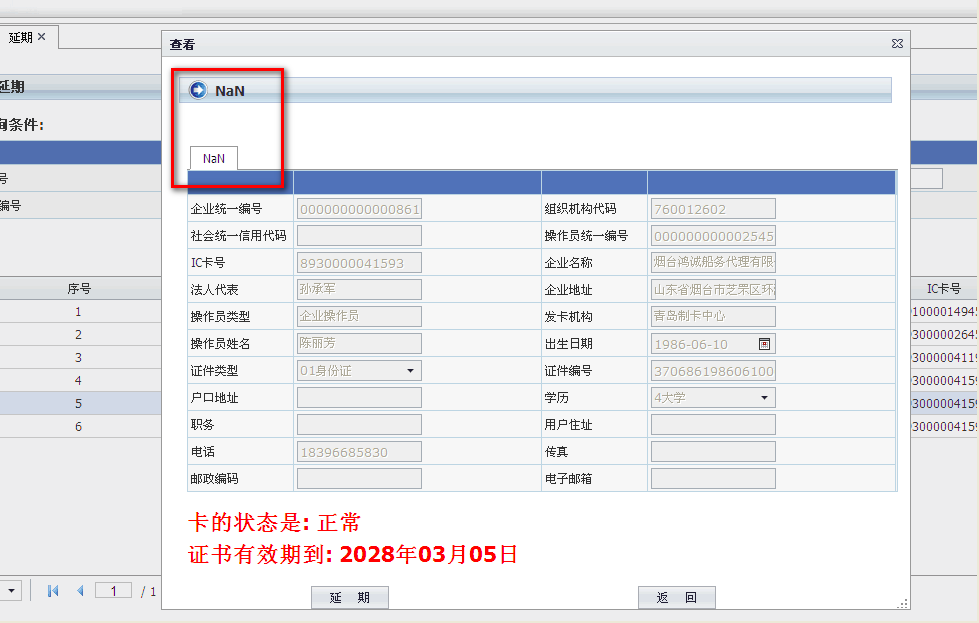 延期 ×
查看
延期
NaN
询条件:
NaN
号
编号
企业统一编号 000000000000861 组织机构代码 760012602
社会统一信用代码 操作员统一编号 000000000002545
IC卡号 8930000041593 企业名称 烟台鸿诚船务代理有限
法人代表 孙承军 企业地址 山东省烟台市芝罘区环
操作员类型 企业操作员 发卡机构 青岛制卡中心
操作员姓名 陈丽芳 出生日期 1986-06-10
证件类型 01身份证 证件编号 370686198606100
户口地址 学历 4大学
职务 用户住址
电话 18396685830 传真
邮政编码 电子邮箱
序号 IC卡号
1 100001494
2 300000264
3 300000411
4 300000415
5 300000415
6 300000415
卡的状态是: 正常
证书有效期到: 2028年03月05日
1 / 1
延 期 返 回